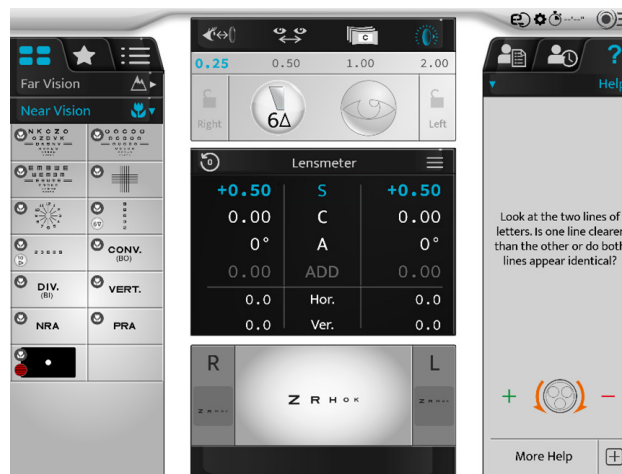 C
0.25 0.50 1.00 2.00
Far Vision
Near Vision
Right
6Δ
Left
Help
0
Lensmeter
+0.50 S +0.50
0.00 C 0.00
0° A 0°
0.00 ADD 0.00
0.0 Hor. 0.0
0.0 Ver. 0.0
N K C Z O
O Z D V K
CONV.
(BO)
DIV.
(BI)
VERT.
NRA
PRA
R
L
Z R H O K
Look at the two lines of
letters. Is one line clearer
than the other or do both
lines appear identical?
+ −
More Help